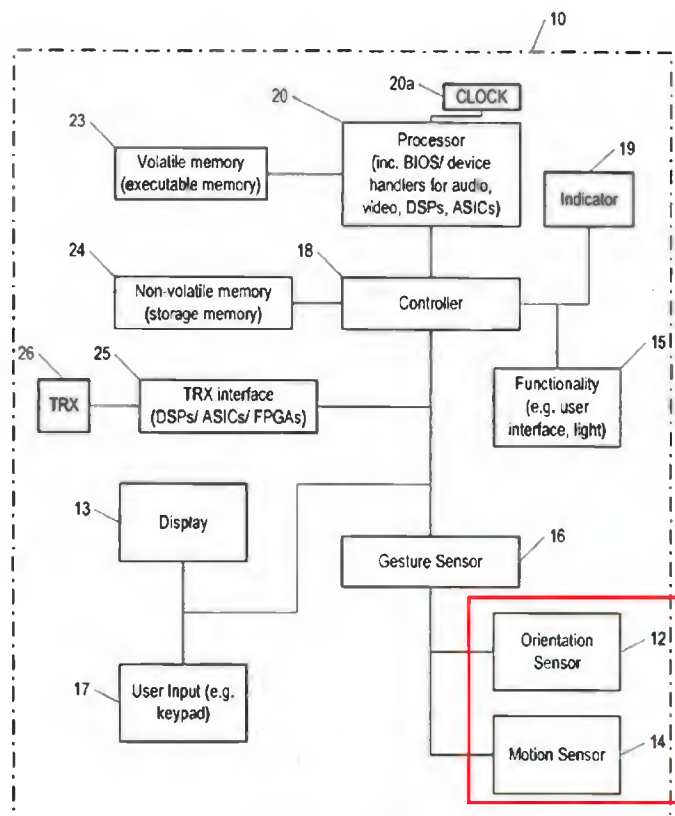 10
20a
CLOCK
20
Processor
(inc. BIOS/ device
handlers for audio,
video, DSPs, ASICs)
23
Volatile memory
(executable memory)
19
Indicator
24
Non-volatile memory
(storage memory)
18
Controller
26
TRX
25
TRX interface
(DSPs/ ASICs/ FPGAs)
15
Functionality
(e.g. user
interface, light)
13
Display
16
Gesture Sensor
12
Orientation
Sensor
17
User Input (e.g.
keypad)
14
Motion Sensor